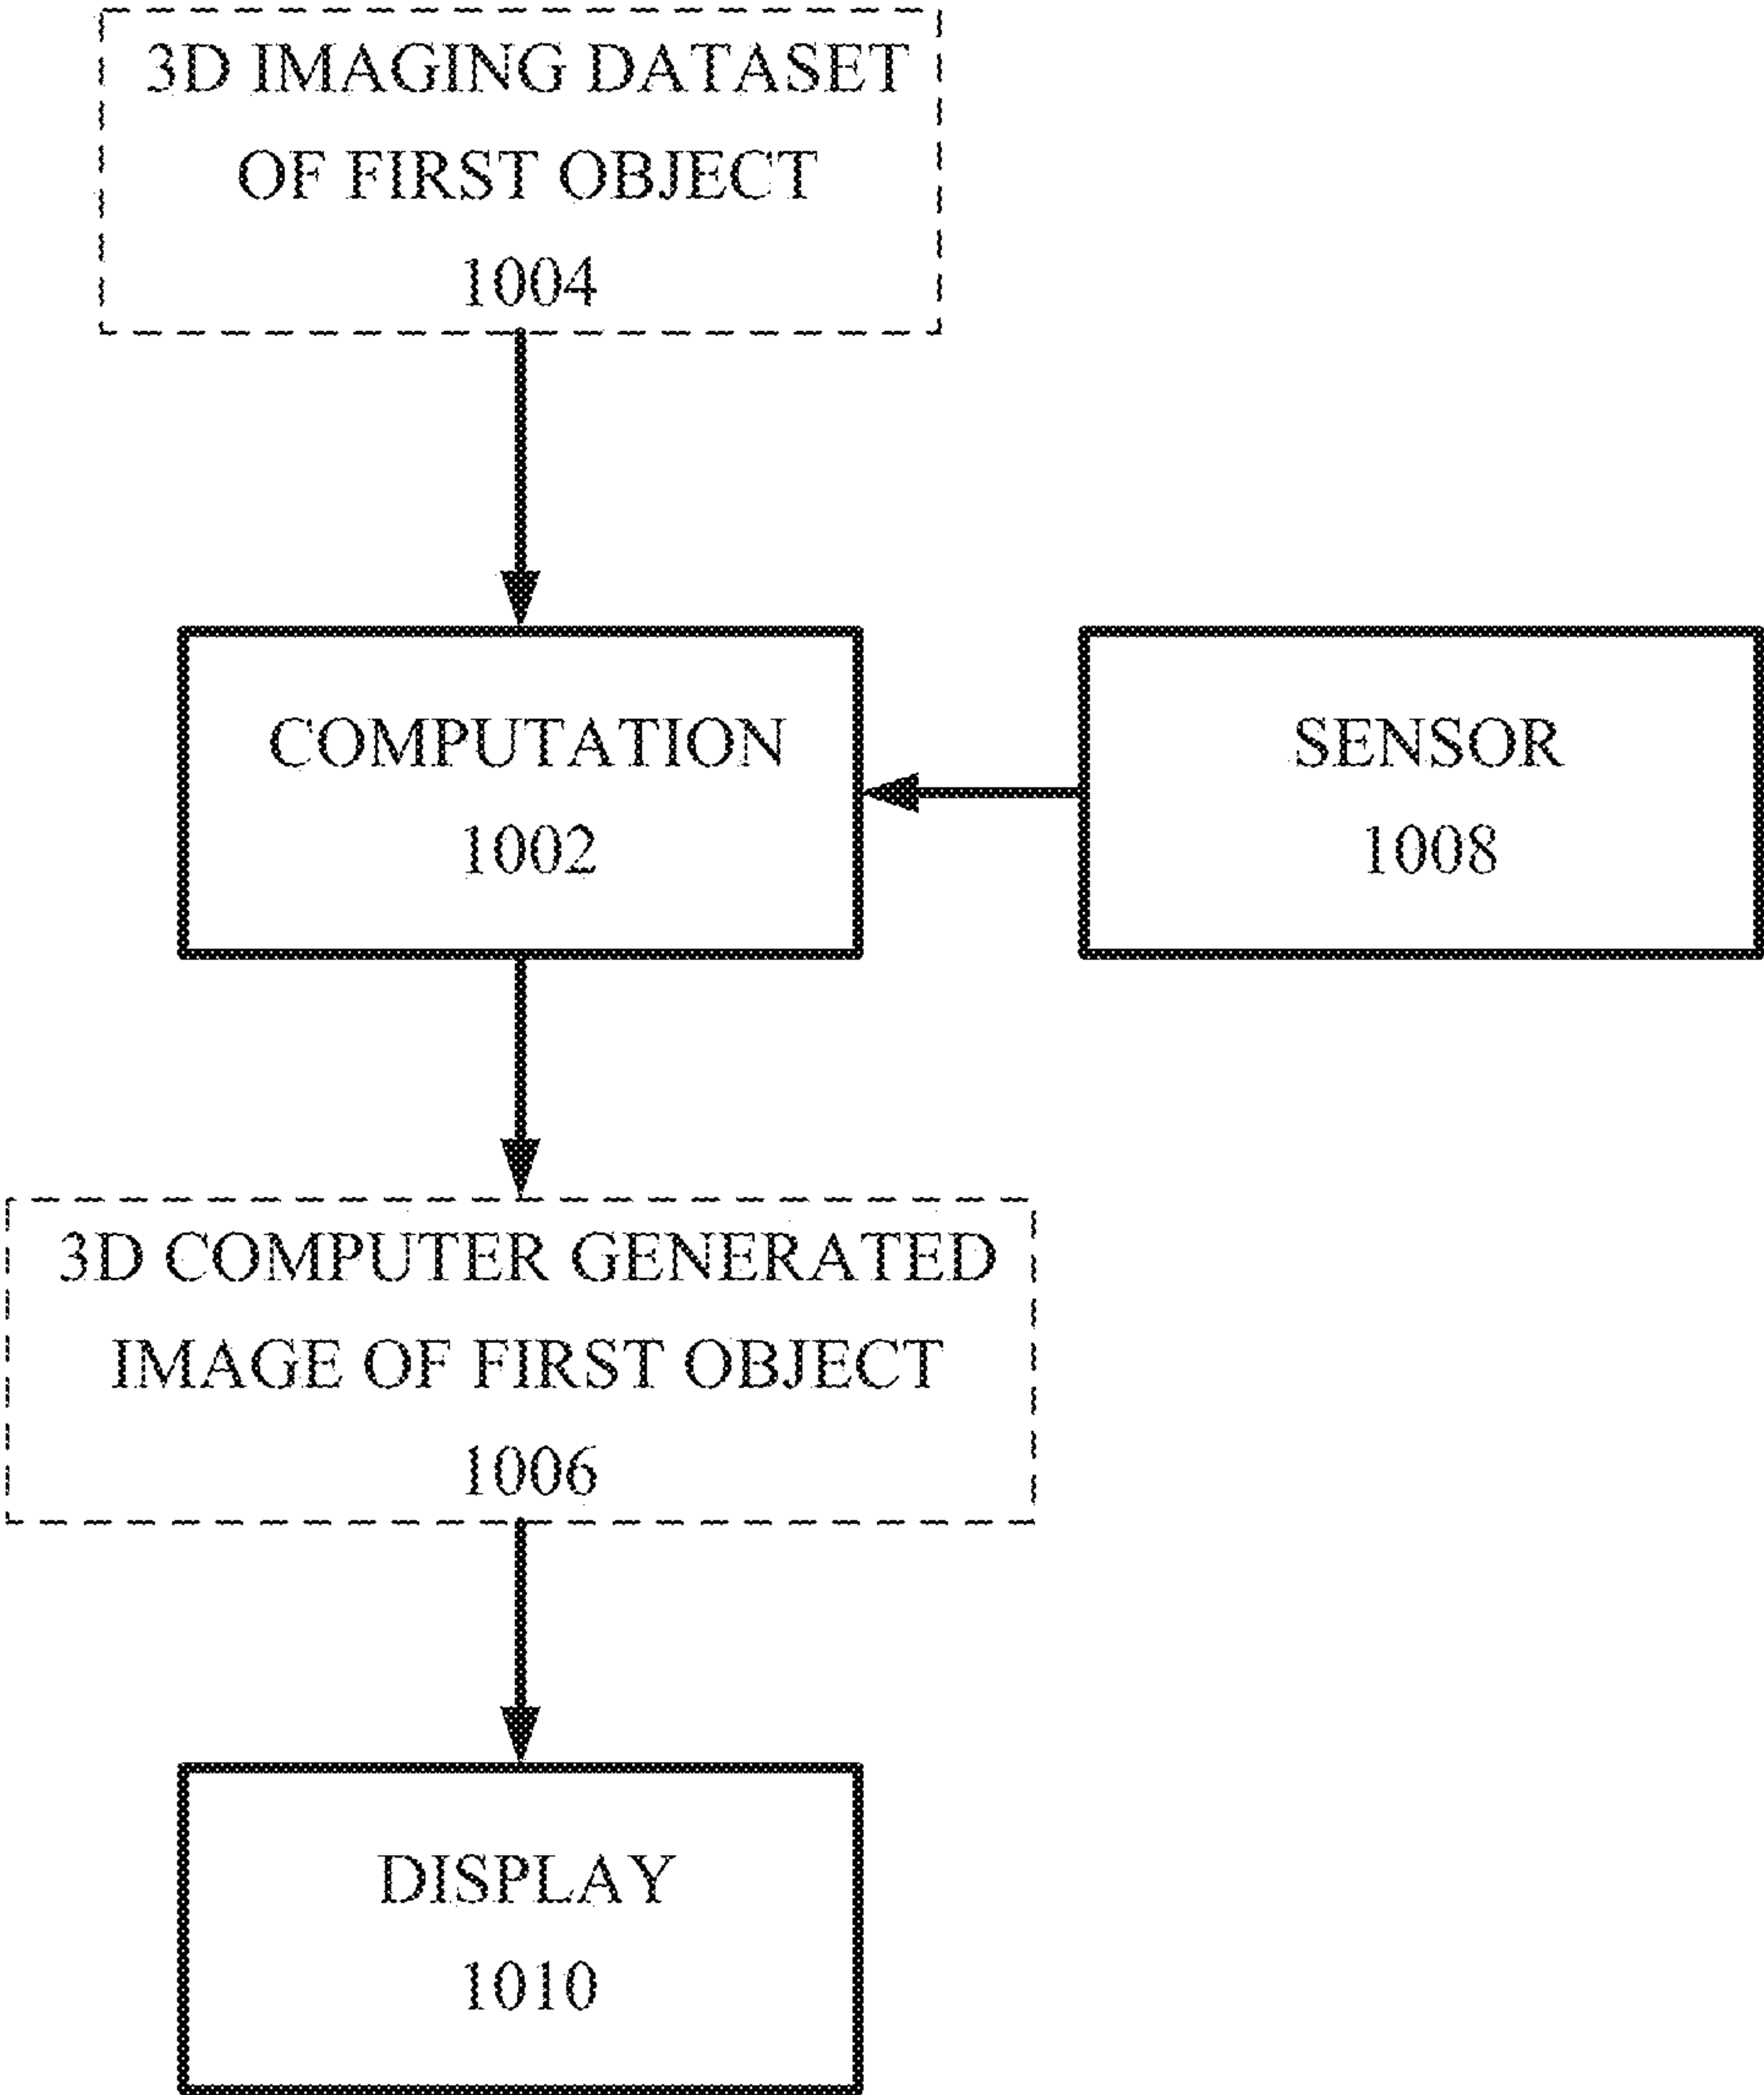 3D IMAGING DATASET
OF FIRST OBJECT
1004
COMPUTATION
1002
SENSOR
1008
3D COMPUTER GENERATED
IMAGE OF FIRST OBJECT
1006
DISPLAY
1010